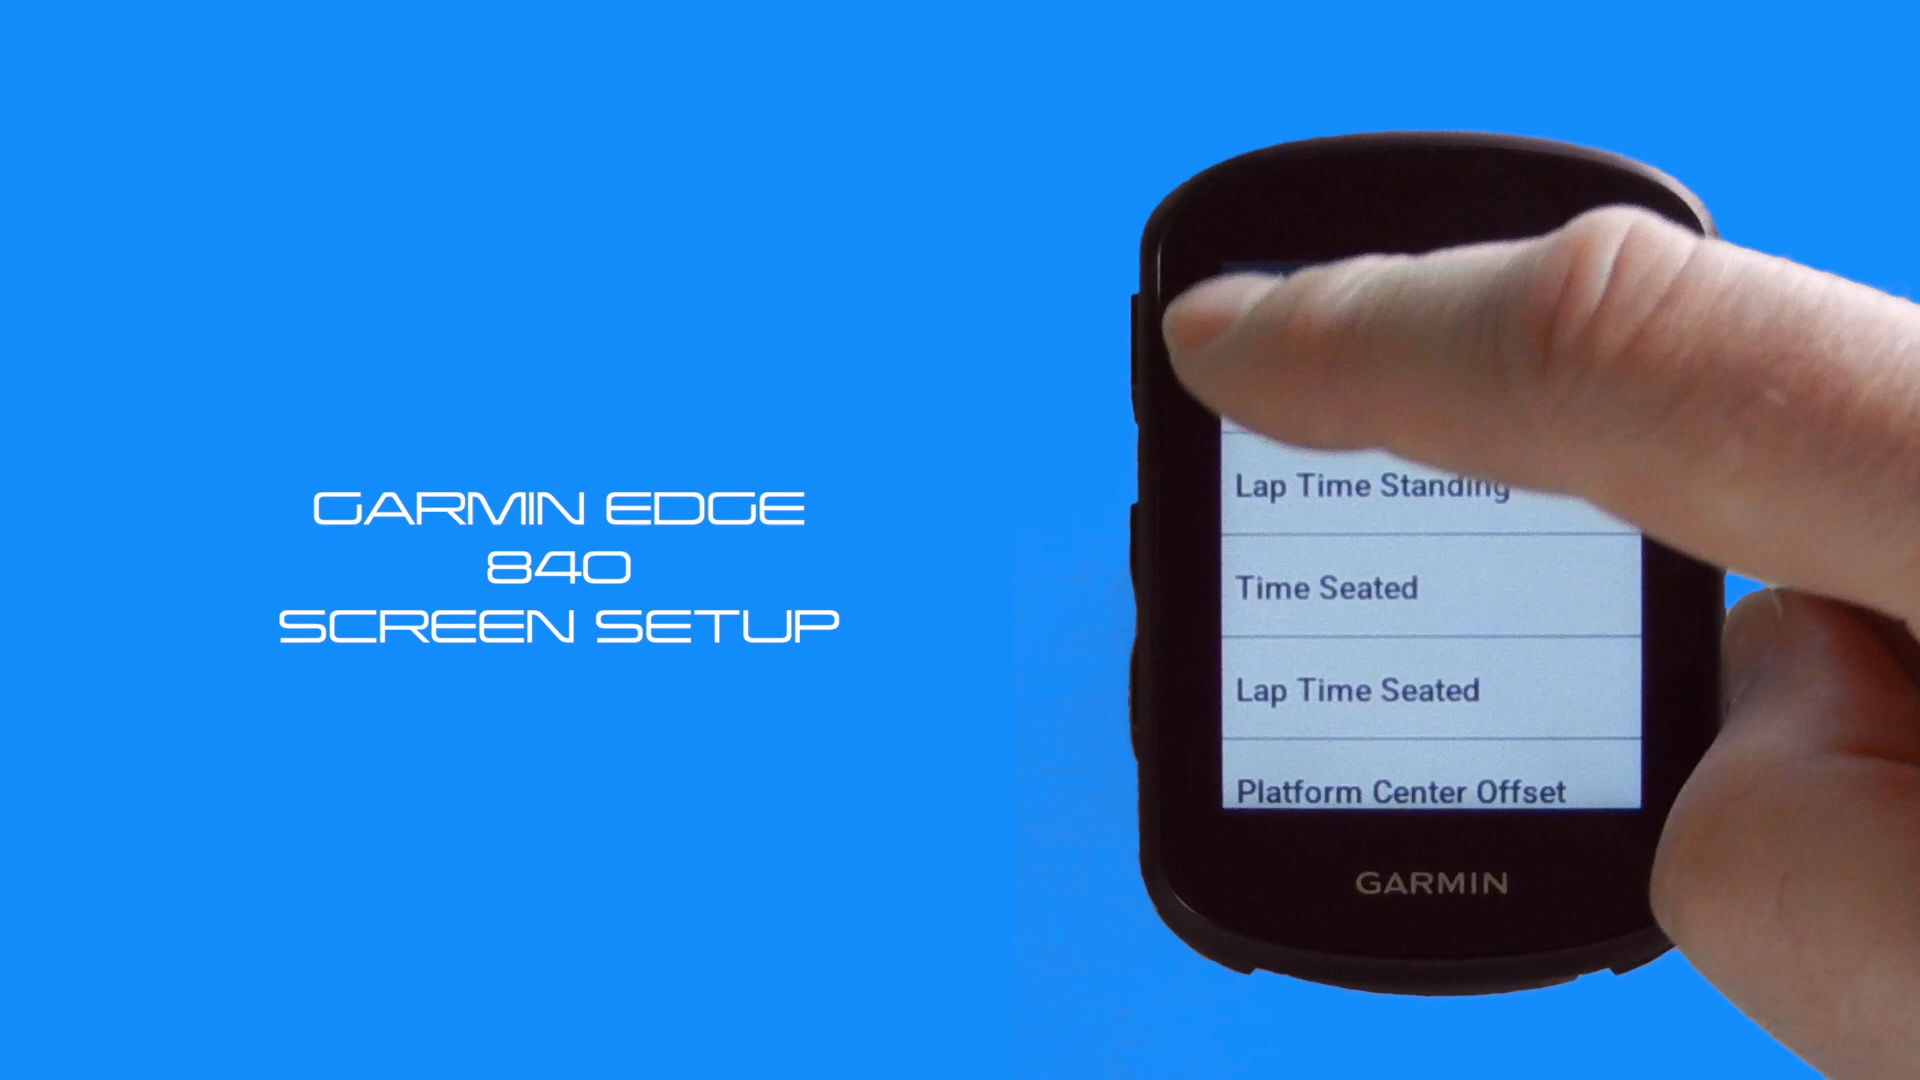 GARMIN EDGE
840
SCREEN SETUP
Lap Time Standing
Time Seated
Lap Time Seated
Platform Center Offset
GARMIN